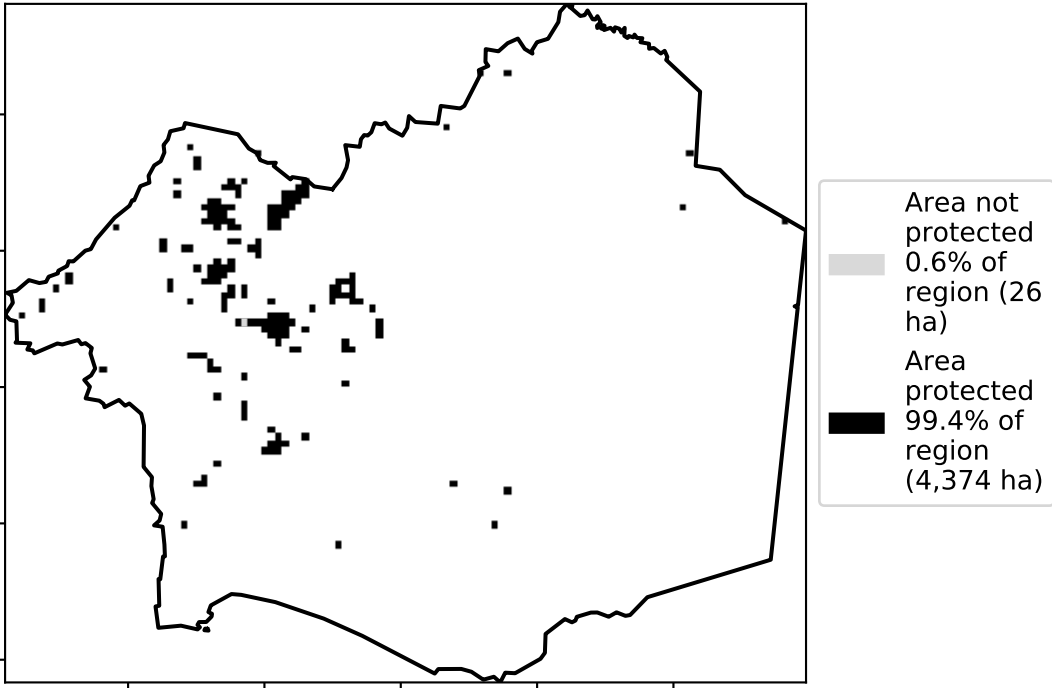 Area not
protected
0.6% of
region (26
ha)
Area
protected
99.4% of
region
(4,374 ha)